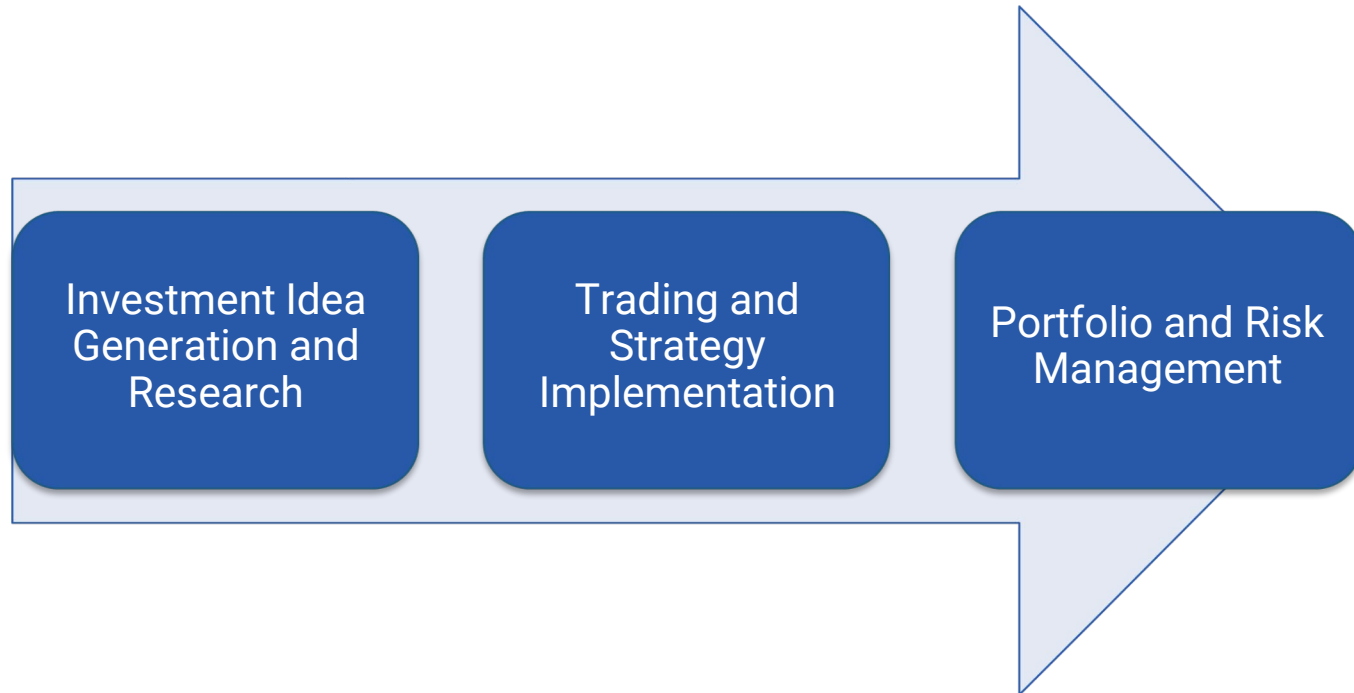 Investment Idea
Generation and
Research
Trading and
Strategy
Implementation
Portfolio and Risk
Management